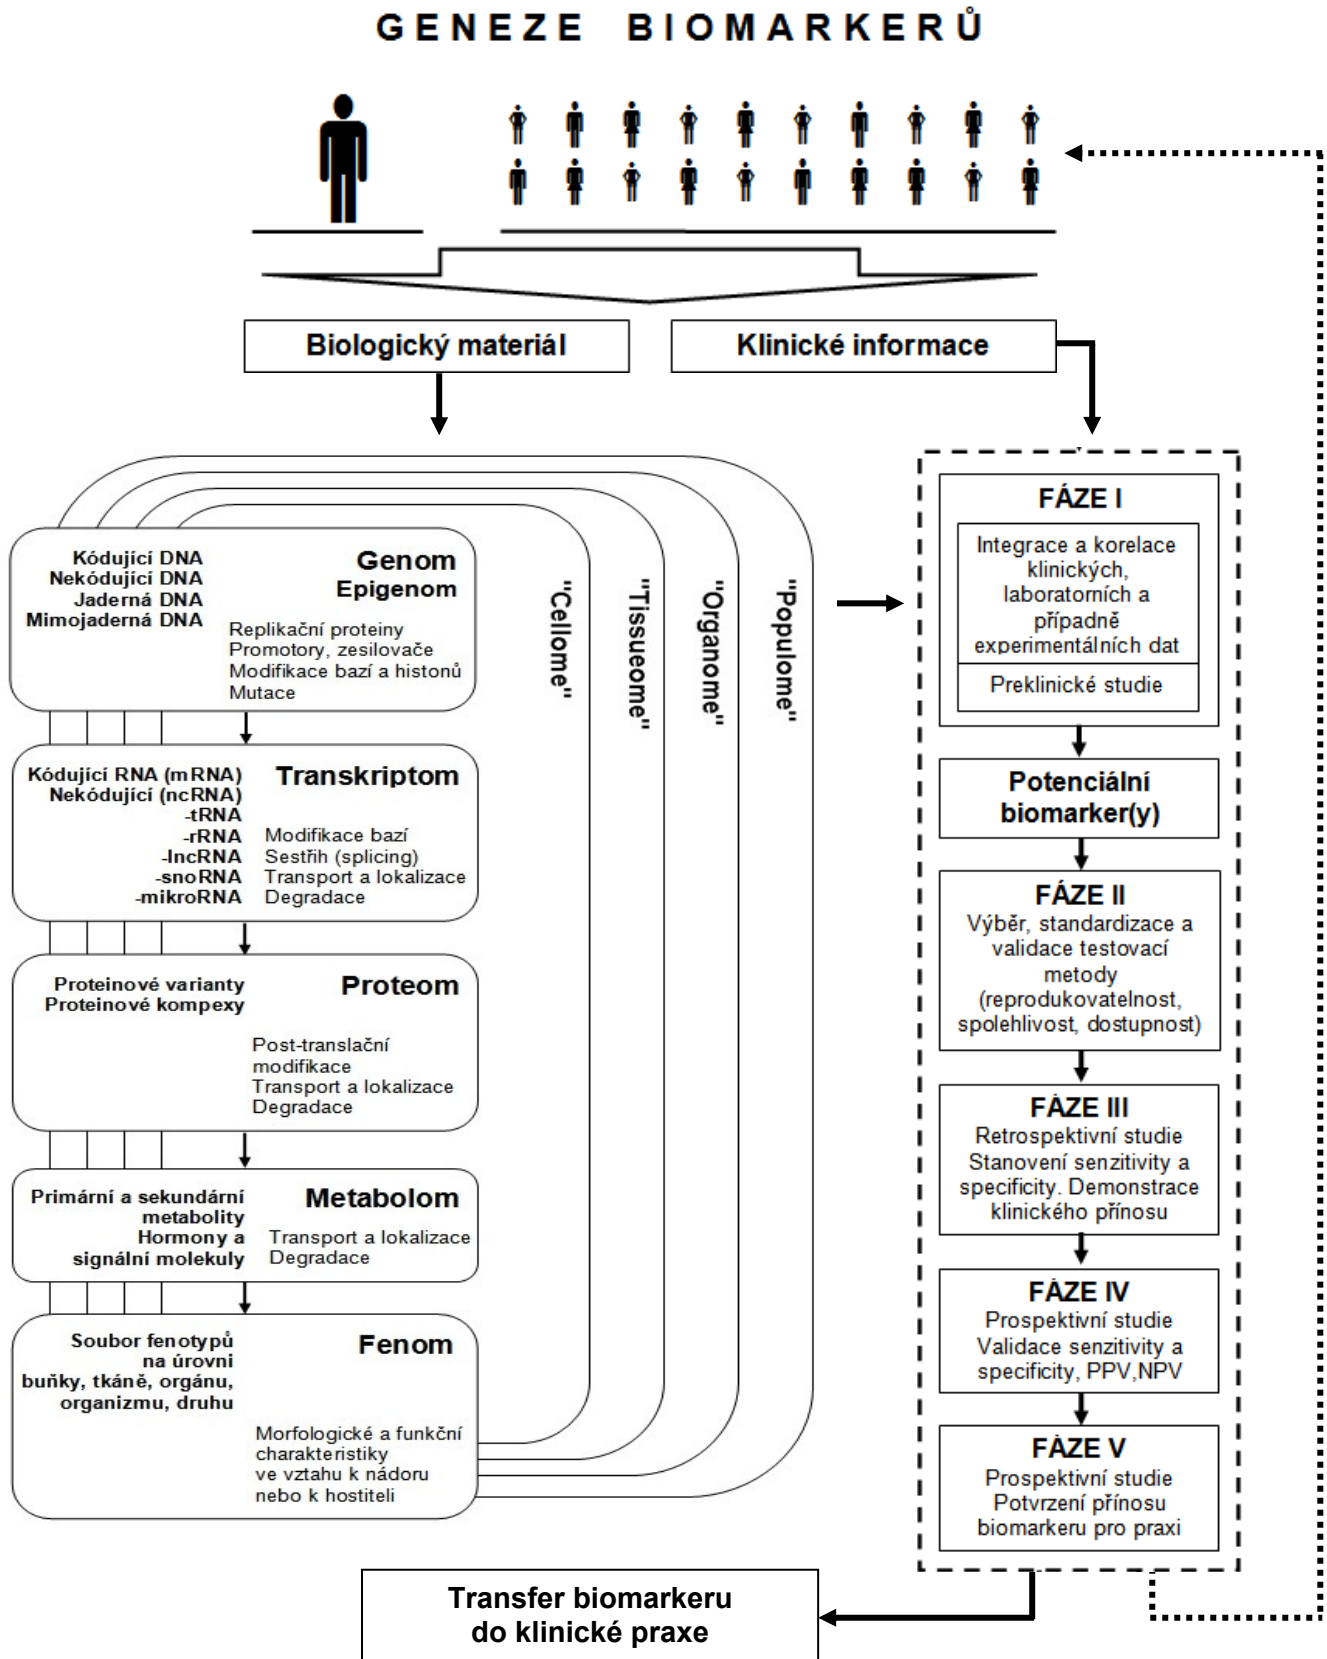 GENEZE BIOMARKERŮ
Biologický materiál
Klinické informace
Kódující DNA
Nekódující DNA
Jaderná DNA
Mimojaderná DNA
Genom
Epigenom
Replikační proteiny
Promotory, zesilovače
Modifikace bazí a histonů
Mutace
Kódující RNA (mRNA)
Nekódující (ncRNA)
-tRNA
-rRNA
-lncRNA
-snoRNA
-mikroRNA
Transkriptom
Modifikace bazí
Sestřih (splicing)
Transport a lokalizace
Degradace
Proteinové varianty
Proteinové kompexy
Proteom
Post-translační
modifikace
Transport a lokalizace
Degradace
Primární a sekundární
metabolity
Hormony a
signální molekuly
Metabolom
Transport a lokalizace
Degradace
Soubor fenotypů
na úrovni
buňky, tkáně, orgánu,
organizmu, druhu
Fenom
Morfologické a funkční
charakteristiky
ve vztahu k nádoru
nebo k hostiteli
"Cellome"
"Tissueome"
"Organome"
"Populome"
FÁZE I
Integrace a korelace
klinických,
laboratorních a
případně
experimentálních dat
Preklinické studie
Potenciální
biomarker(y)
FÁZE II
Výběr, standardizace a
validace testovací
metody
(reprodukovatelnost,
spolehlivost, dostupnost)
FÁZE III
Retrospektivní studie
Stanovení senzitivity a
specificity. Demonstrace
klinického přínosu
FÁZE IV
Prospektivní studie
Validace senzitivity a
specificity, PPV,NPV
FÁZE V
Prospektivní studie
Potvrzení přínosu
biomarkeru pro praxi
Transfer biomarkeru
do klinické praxe